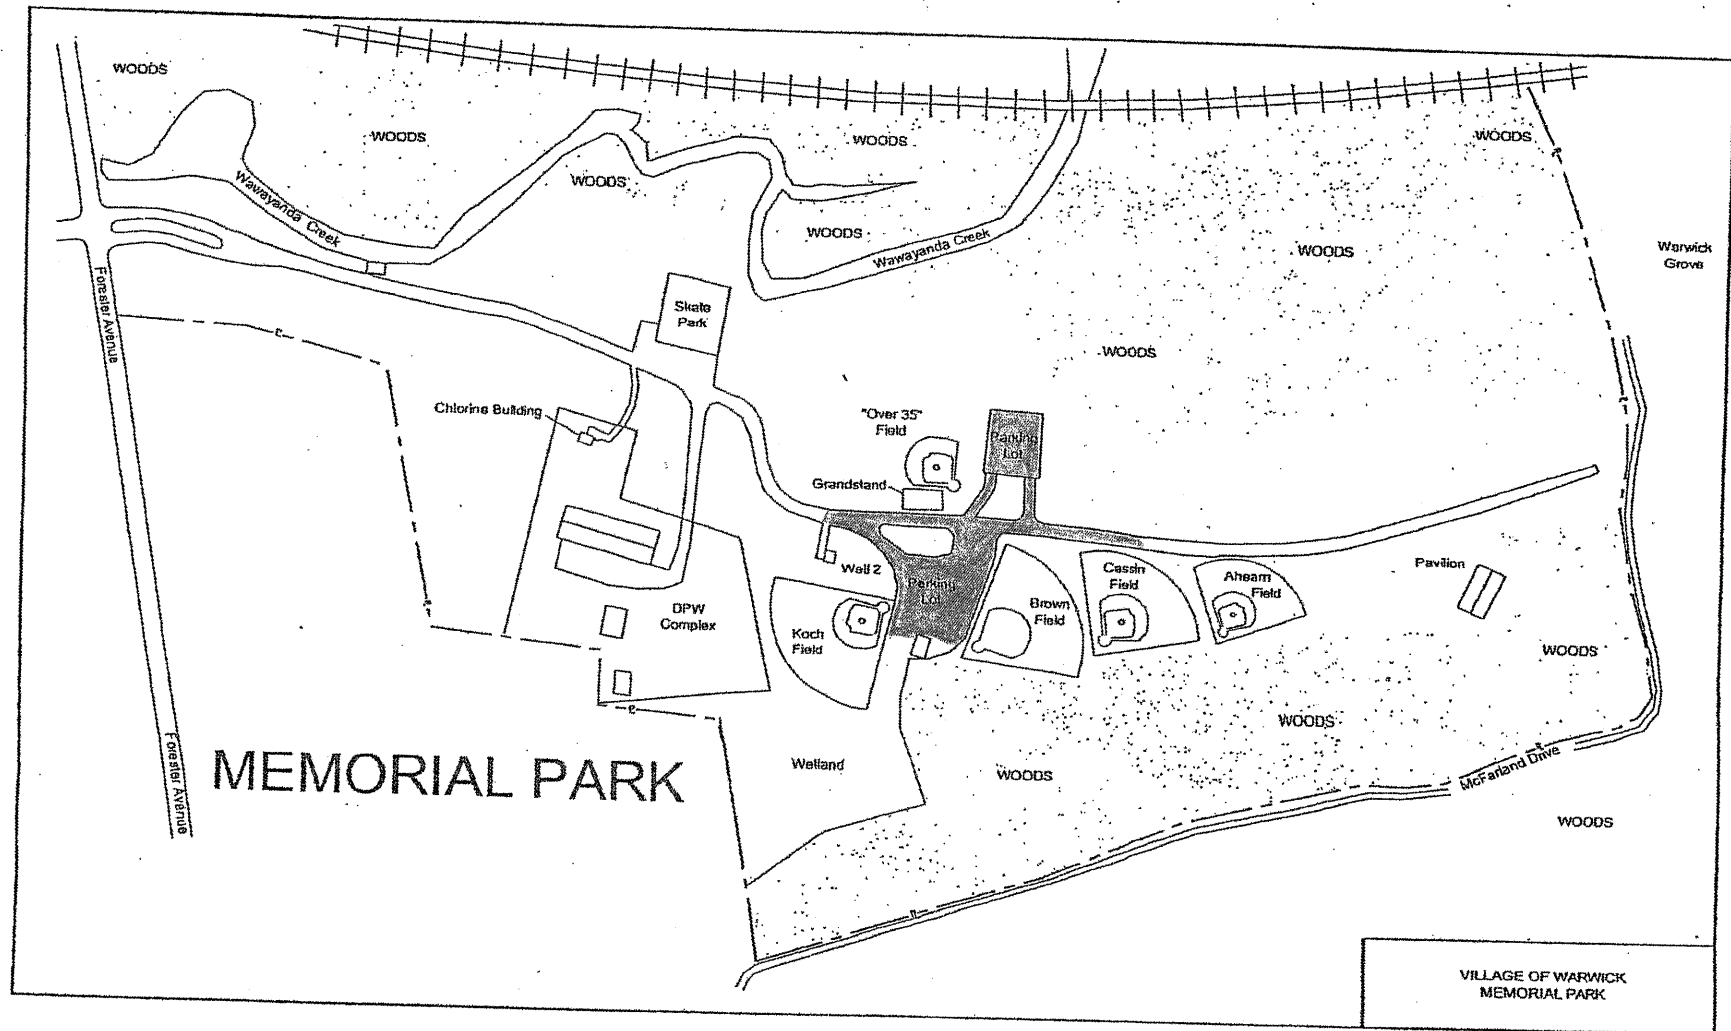 WOODS
WOODS
WOODS
WOODS
WOODS
Wawayanda Creek
WOODS
Wawayanda Creek
WOODS
Warwick
Grove
Forester Avenue
Skate
Park
WOODS
Chlorine Building
"Over 35"
Field
Parking
Lot
Grandstand
Well 2
Parking
Lot
Cassin
Field
Ahearn
Field
Pavilion
Brown
Field
DPW
Complex
Koch
Field
WOODS
WOODS
Forester Avenue
MEMORIAL PARK
Wetland
WOODS
McFarland Drive
WOODS
VILLAGE OF WARWICK
MEMORIAL PARK